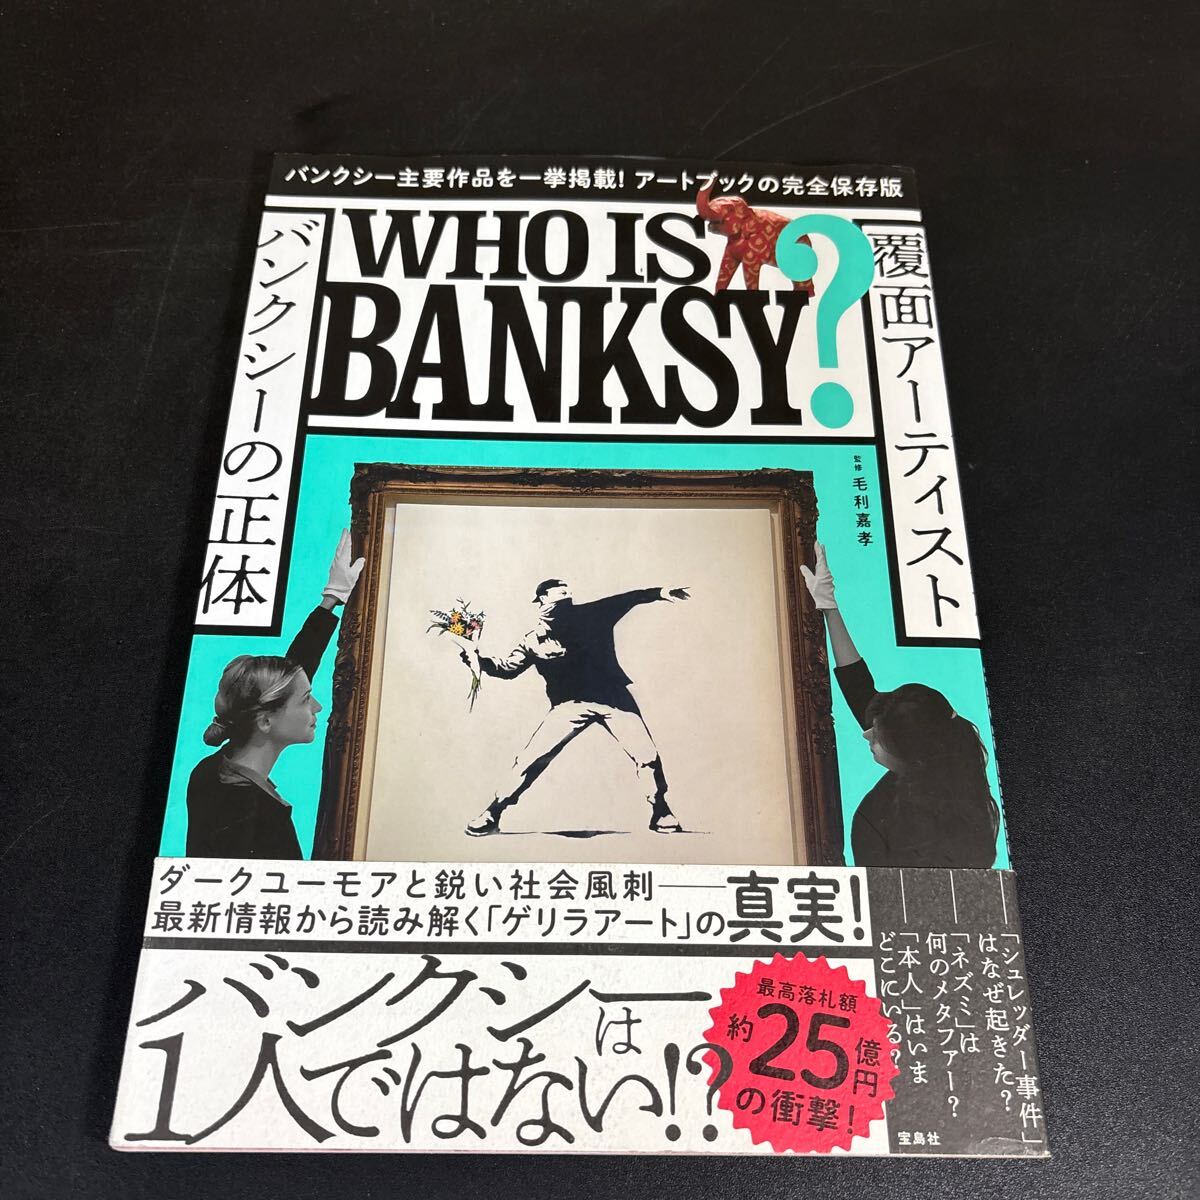 バンクシー主要作品を一挙掲載！ アートブックの完全保存版
WHO IS
BANKSY?
覆面アーティスト
バンクシーの正体
監修 毛利嘉孝
ダークユーモアと鋭い社会風刺――
最新情報から読み解く「ゲリラアート」の
真実！
バンクシーは
1人ではない!?
最高落札額
約25億円
の衝撃！
――「シュレッダー事件」
はなぜ起きた？
――「ネズミ」は
何のメタファー？
――「本人」はいま
どこにいる？
宝島社